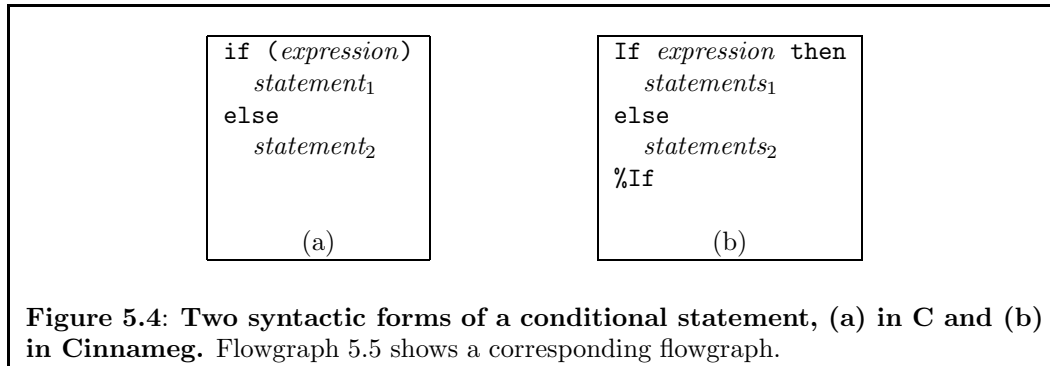 if (expression)
statement1
else
statement2
(a)
If expression then
statements1
else
statements2
%If
(b)
Figure 5.4: Two syntactic forms of a conditional statement, (a) in C and (b)
in Cinnameg. Flowgraph 5.5 shows a corresponding flowgraph.